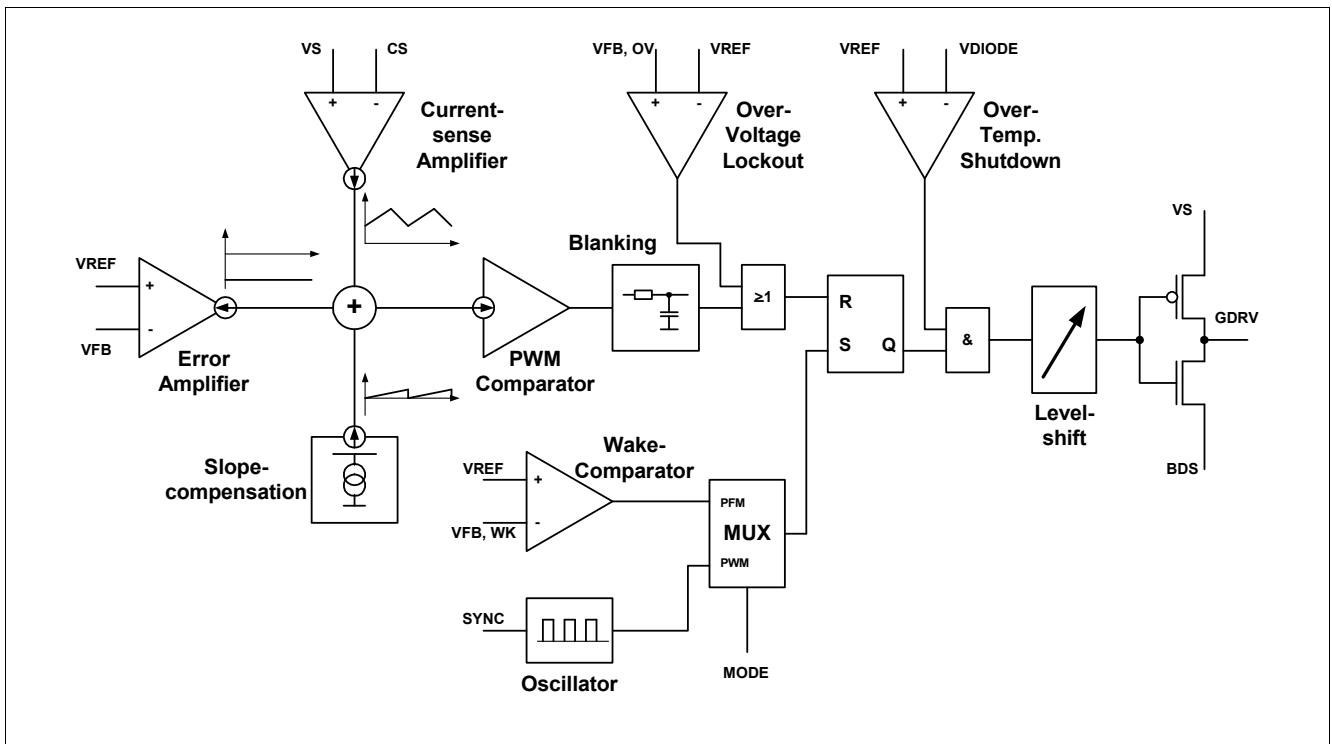 VS
CS
+
-
Current-
sense
Amplifier
VFB, OV
VREF
+
-
Over-
Voltage
Lockout
VREF
VDIODE
+
-
Over-
Temp.
Shutdown
VREF
VFB
+
-
Error
Amplifier
+
PWM
Comparator
Blanking
≥1
R
S
Q
&
Level-
shift
VS
GDRV
BDS
Slope-
compensation
Wake-
Comparator
VREF
VFB, WK
+
-
PFM
MUX
PWM
MODE
SYNC
Oscillator